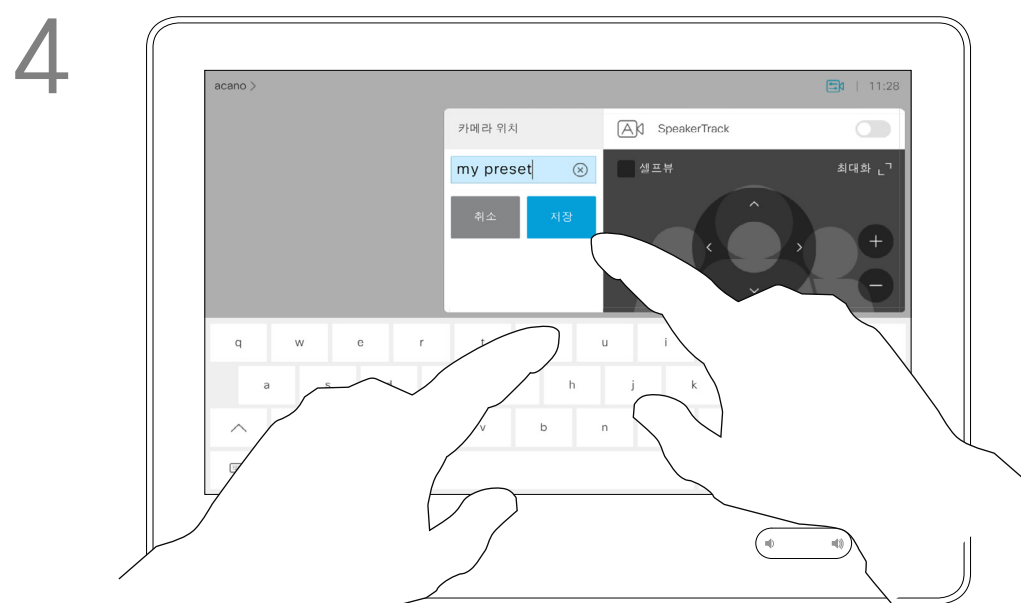 4
acano >
11:28
카메라 위치
SpeakerTrack
my preset
셀프뷰
최대화
취소
저장
q w e r t u i
a s d h j k
v b n